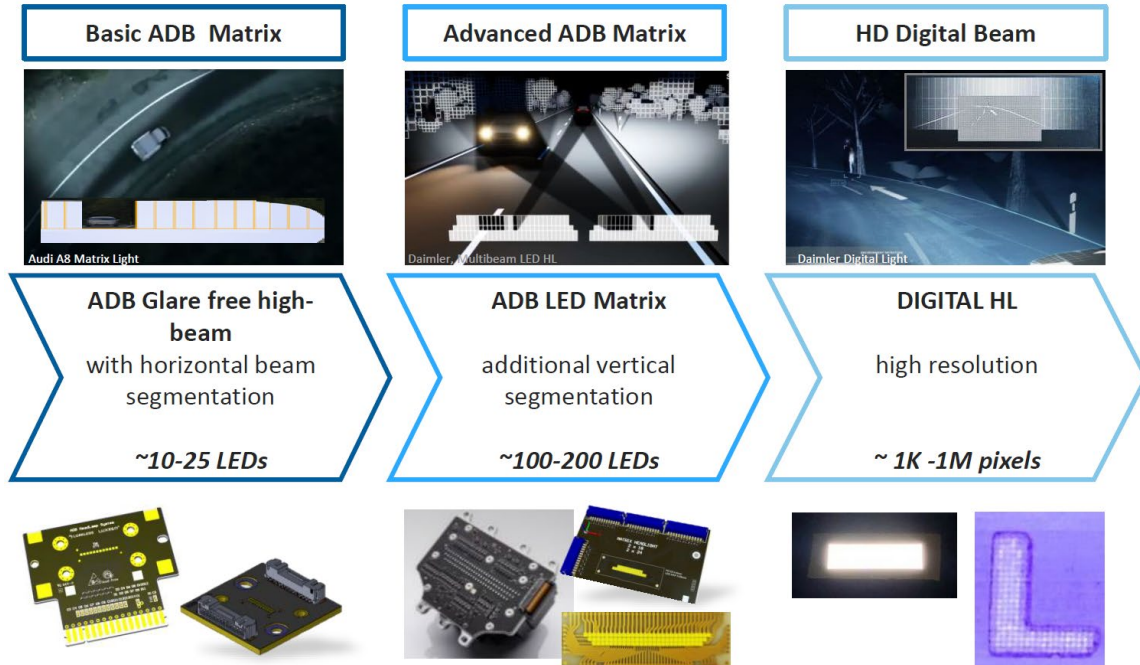 Basic ADB  Matrix
Advanced ADB Matrix
HD Digital Beam
Audi A8 Matrix Light
Daimler, Multibeam LED HL
Daimler Digital Light
ADB Glare free high-
beam
with horizontal beam
segmentation
~10-25 LEDs
ADB LED Matrix
additional vertical
segmentation
~100-200 LEDs
DIGITAL HL
high resolution
~ 1K -1M pixels
MATRIX HEADLIGHT
L